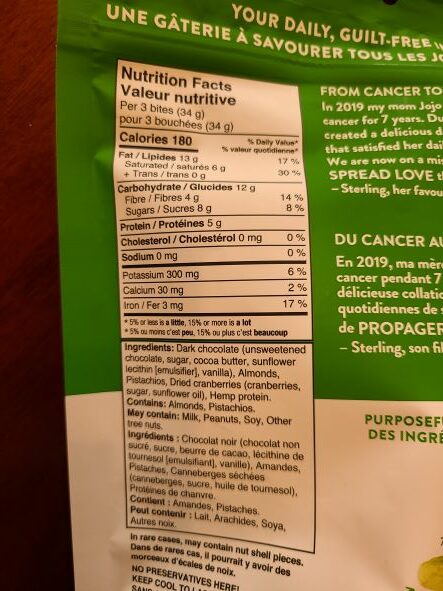 YOUR DAILY, GUILT-FREE
UNE GÂTERIE À SAVOURER TOUS LES
Nutrition Facts
Valeur nutritive
Per 3 bites (34 g)
pour 3 bouchées (34 g)
Calories 180
% Daily Value*
% valeur quotidienne*
Fat / Lipides 13 g 17 %
Saturated / saturés 6 g
+ Trans / trans 0 g 30 %
Carbohydrate / Glucides 12 g
Fibre / Fibres 4 g 14 %
Sugars / Sucres 8 g 8 %
Protein / Protéines 5 g
Cholesterol / Cholestérol 0 mg 0 %
Sodium 0 mg 0 %
Potassium 300 mg 6 %
Calcium 30 mg 2 %
Iron / Fer 3 mg 17 %
* 5% or less is a little, 15% or more is a lot
* 5% ou moins c'est peu, 15% ou plus c'est beaucoup
Ingredients: Dark chocolate (unsweetened
chocolate, sugar, cocoa butter, sunflower
lecithin [emulsifier], vanilla), Almonds,
Pistachios, Dried cranberries (cranberries,
sugar, sunflower oil), Hemp protein.
Contains: Almonds, Pistachios.
May contain: Milk, Peanuts, Soy, Other
tree nuts.
Ingrédients : Chocolat noir (chocolat non
sucré, sucre, beurre de cacao, lécithine de
tournesol [emulsifiant], vanille), Amandes,
Pistaches, Canneberges séchées
(canneberges, sucre, huile de tournesol),
Protéines de chanvre.
Contient : Amandes, Pistaches.
Peut contenir : Lait, Arachides, Soya,
Autres noix.
In rare cases, may contain nut shell pieces.
Dans de rares cas, il pourrait y avoir des
morceaux d'écales de noix.
NO PRESERVATIVES HERE!
KEEP COOL TO
FROM CANCER TO
In 2019 my mom Joj
cancer for 7 years. Du
created a delicious d
that satisfied her dai
We are now on a mis
SPREAD LOVE t
– Sterling, her favou
DU CANCER AU
En 2019, ma mèr
cancer pendant 7
délicieuse collatio
quotidiennes de
de PROPAGER
– Sterling, son fil
PURPOSEF
DES INGRÉ